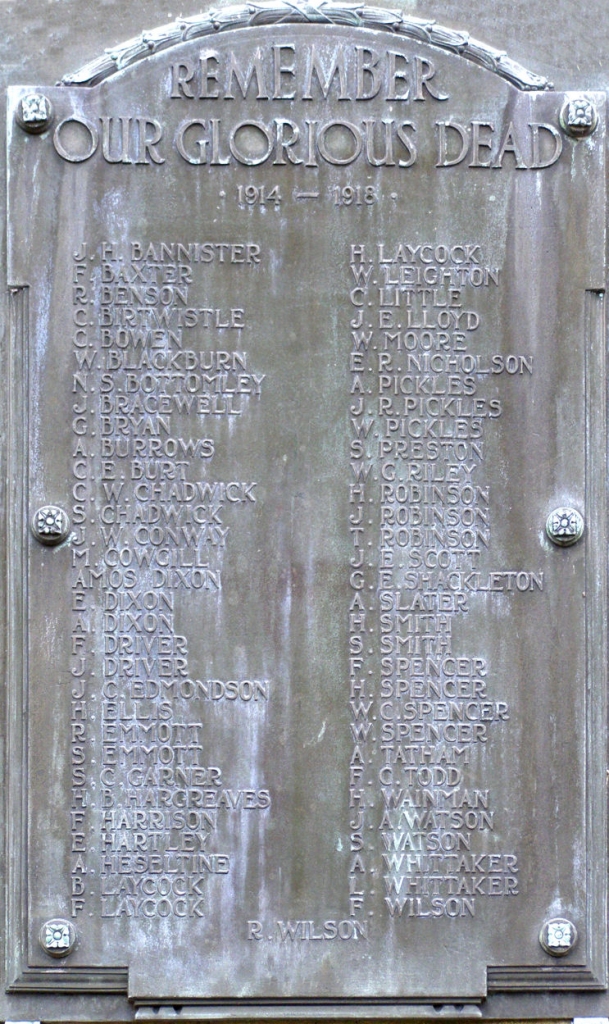 REMEMBER
OUR GLORIOUS DEAD
· 1914 — 1918 ·
J. H. BANNISTER
F. BAXTER
R. BENSON
C. BIRTWISTLE
C. BOWEN
W. BLACKBURN
N. S. BOTTOMLEY
J. BRACEWELL
G. BRYAN
A. BURROWS
C. E. BURT
C. W. CHADWICK
S. CHADWICK
J. W. CONWAY
M. COWGILL
AMOS DIXON
E. DIXON
A. DIXON
F. DRIVER
J. DRIVER
J. C. EDMONDSON
H. ELLIS
R. EMMOTT
S. EMMOTT
S. C. GARNER
H. B. HARGREAVES
F. HARRISON
E. HARTLEY
A. HESELTINE
B. LAYCOCK
F. LAYCOCK
H. LAYCOCK
W. LEIGHTON
C. LITTLE
J. E. LLOYD
W. MOORE
E. R. NICHOLSON
A. PICKLES
J. R. PICKLES
W. PICKLES
S. PRESTON
W. G. RILEY
H. ROBINSON
J. ROBINSON
T. ROBINSON
J. E. SCOTT
G. E. SHACKLETON
A. SLATER
H. SMITH
S. SMITH
F. SPENCER
H. SPENCER
W. C. SPENCER
W. SPENCER
A. TATHAM
F. C. TODD
H. WAINMAN
J. A. WATSON
S. WATSON
A. WHITTAKER
L. WHITTAKER
F. WILSON
R. WILSON